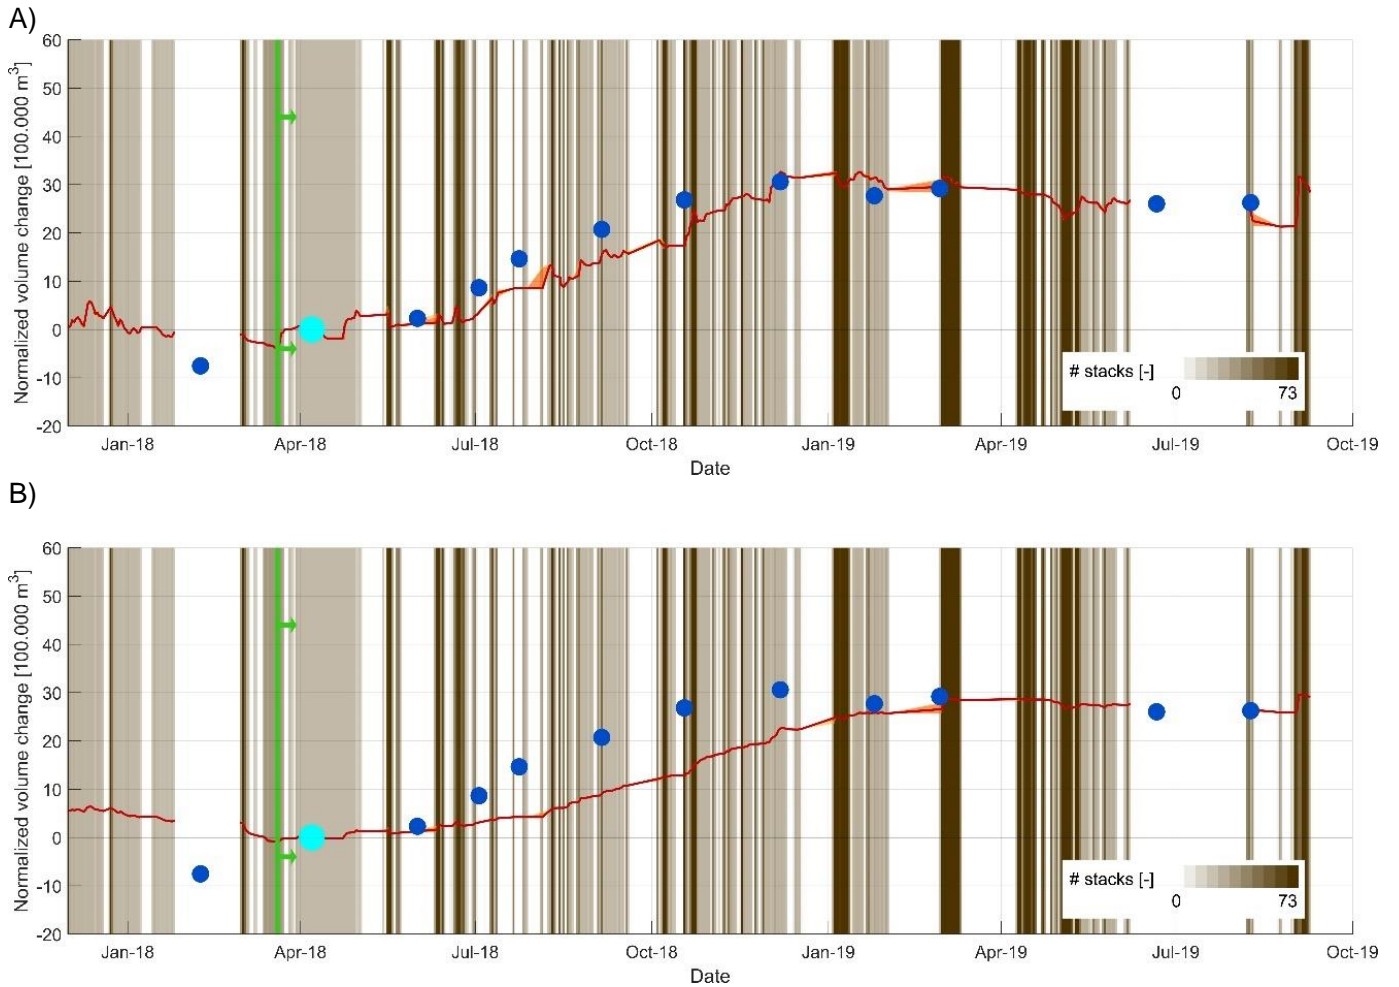 A)
Normalized volume change [100.000 m³]
60
50
40
30
20
10
0
-10
-20
# stacks [-]
0 73
Jan-18 Apr-18 Jul-18 Oct-18 Jan-19 Apr-19 Jul-19 Oct-19
Date
B)
Normalized volume change [100.000 m³]
60
50
40
30
20
10
0
-10
-20
# stacks [-]
0 73
Jan-18 Apr-18 Jul-18 Oct-18 Jan-19 Apr-19 Jul-19 Oct-19
Date